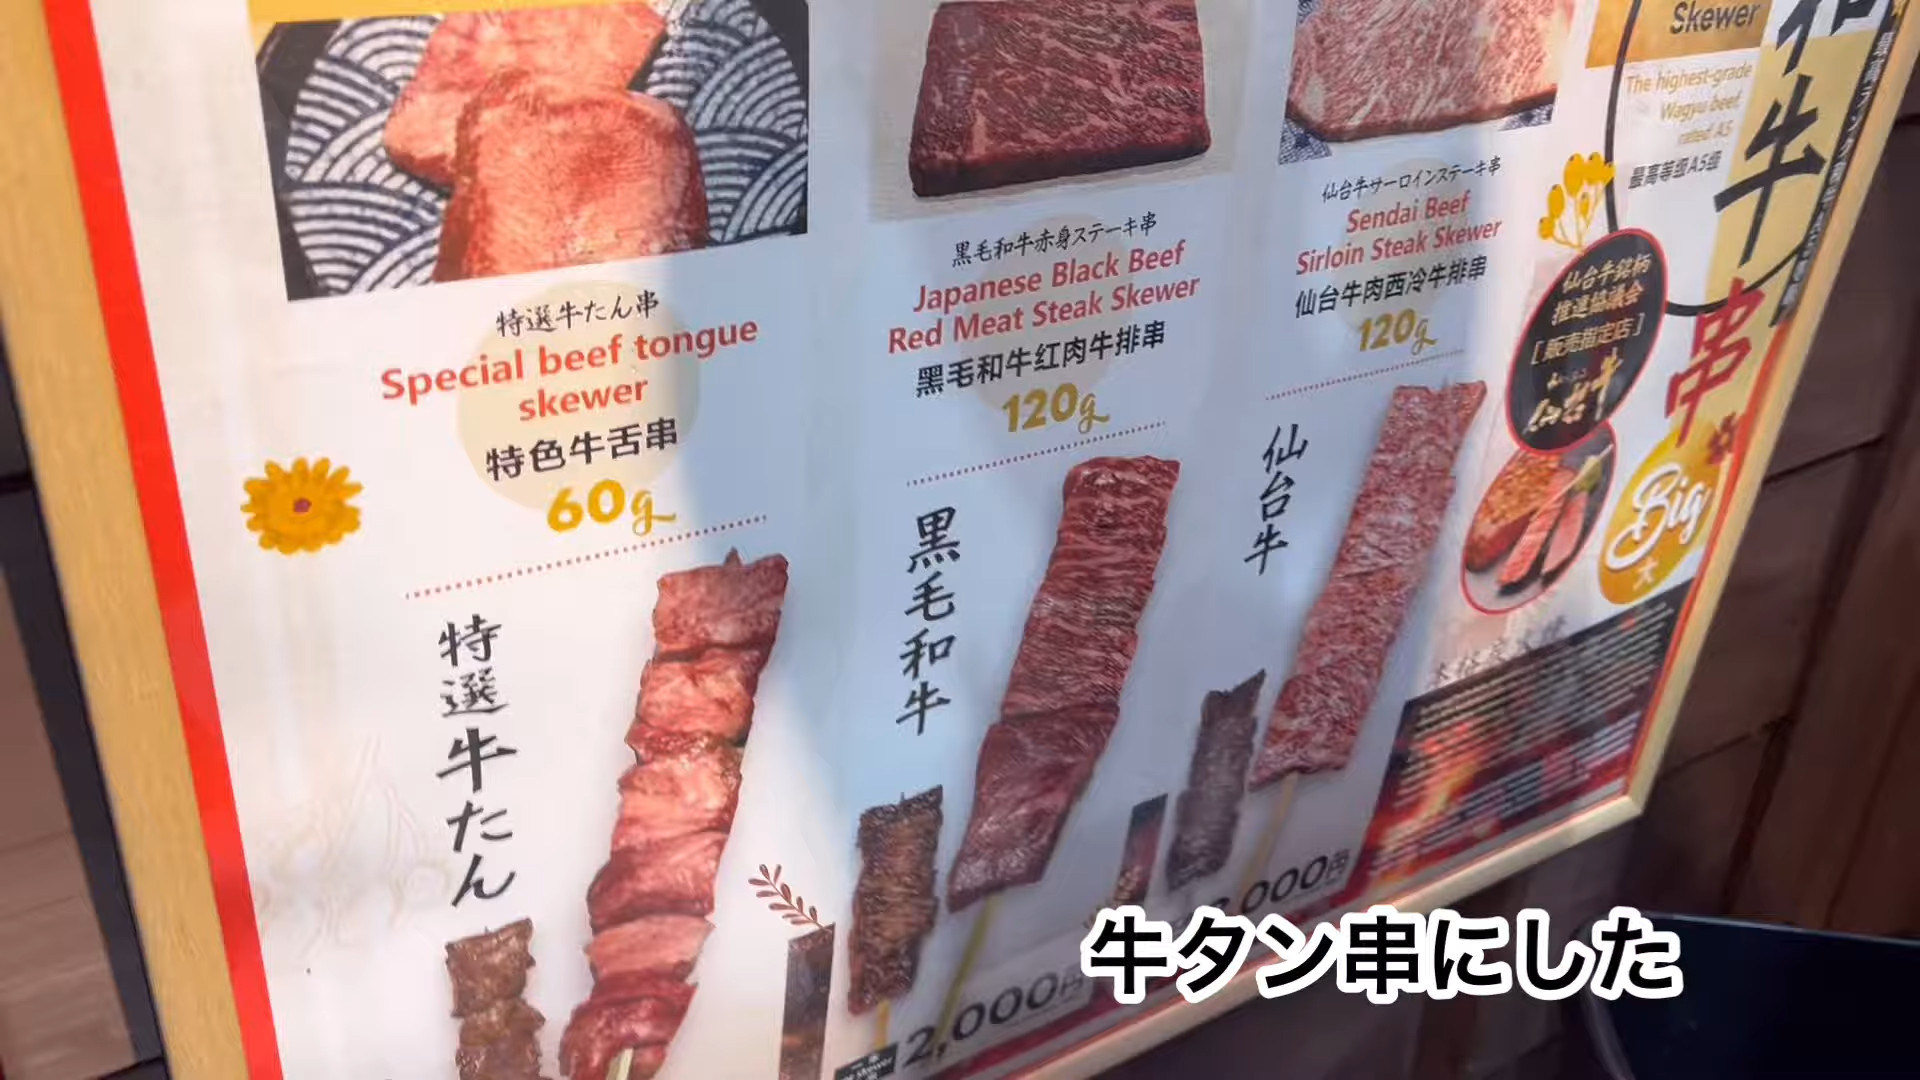 特選牛たん串
Special beef tongue
skewer
特色牛舌串
60g
特選牛たん
黒毛和牛赤身ステーキ串
Japanese Black Beef
Red Meat Steak Skewer
黑毛和牛红肉牛排串
120g
黒毛和牛
2,000円
仙台牛サーロインステーキ串
Sendai Beef
Sirloin Steak Skewer
仙台牛肉西冷牛排串
120g
仙台牛
,000円
Skewer
The highest-grade
Wagyu beef
rated A5
最高等级A5级
和牛串
仙台牛銘柄
推進協議会
[販売指定店]
仙台牛
Big
大
牛タン串にした